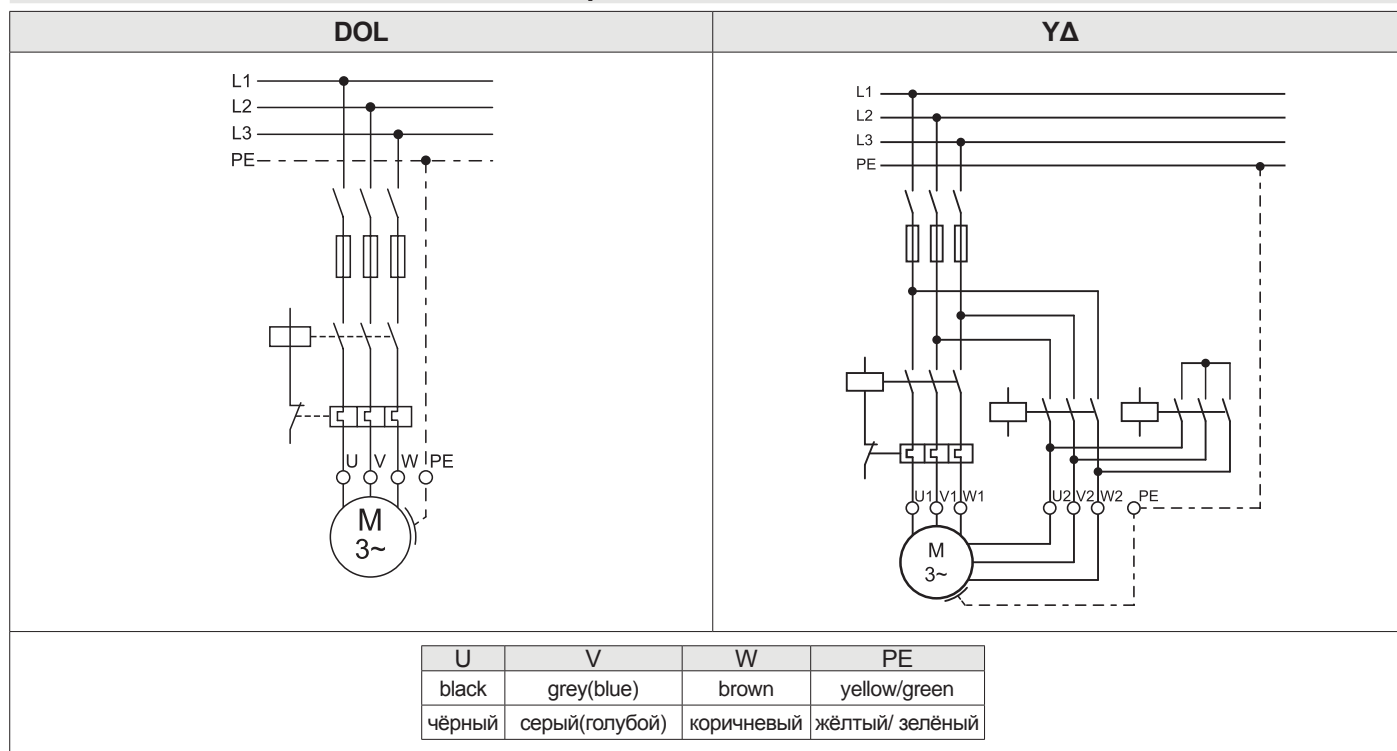 DOL
YΔ
L1
L2
L3
PE
U V W PE
M
3~
L1
L2
L3
PE
U1 V1 W1 U2 V2 W2 PE
M
3~
U V W PE
black grey(blue) brown yellow/green
чёрный серый(голубой) коричневый жёлтый/ зелёный